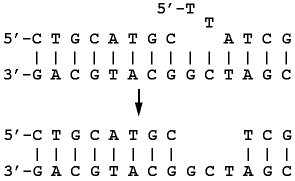 5′-T
T
5′-C T G C A T G C A T C G
3′-G A C G T A C G G C T A G C
5′-C T G C A T G C T C G
3′-G A C G T A C G G C T A G C